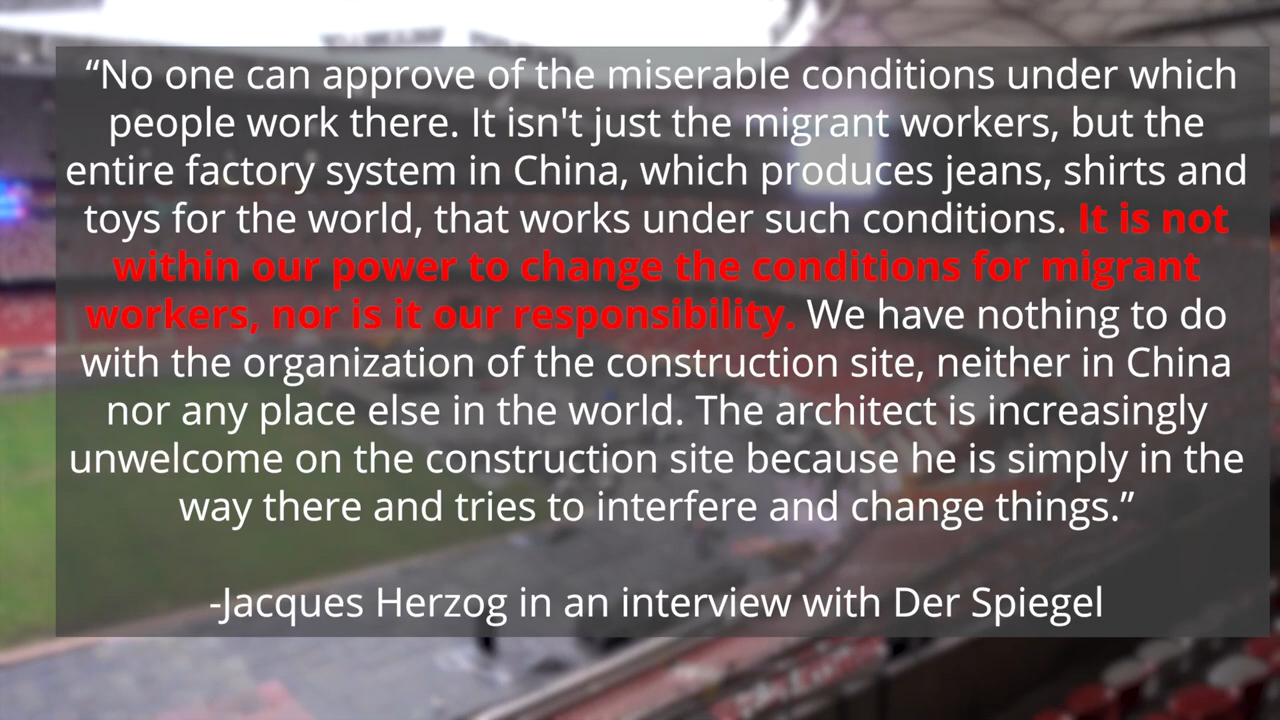 “No one can approve of the miserable conditions under which
people work there. It isn't just the migrant workers, but the
entire factory system in China, which produces jeans, shirts and
toys for the world, that works under such conditions. It is not
within our power to change the conditions for migrant
workers, nor is it our responsibility. We have nothing to do
with the organization of the construction site, neither in China
nor any place else in the world. The architect is increasingly
unwelcome on the construction site because he is simply in the
way there and tries to interfere and change things.”
-Jacques Herzog in an interview with Der Spiegel